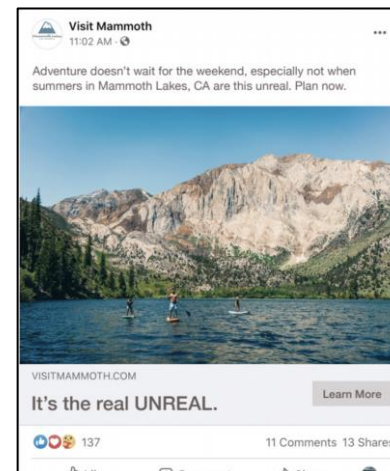 Visit Mammoth
11:02 AM ·
Adventure doesn't wait for the weekend, especially not when
summers in Mammoth Lakes, CA are this unreal. Plan now.
VISITMAMMOTH.COM
It's the real UNREAL.
Learn More
137
11 Comments 13 Shares